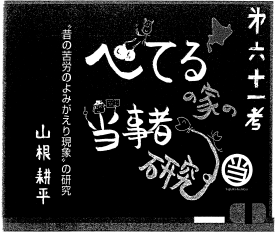 第六十一考
べてる
の家の
当事者
研究
当
“昔の苦労のよみがえり現象”の研究
山根耕平